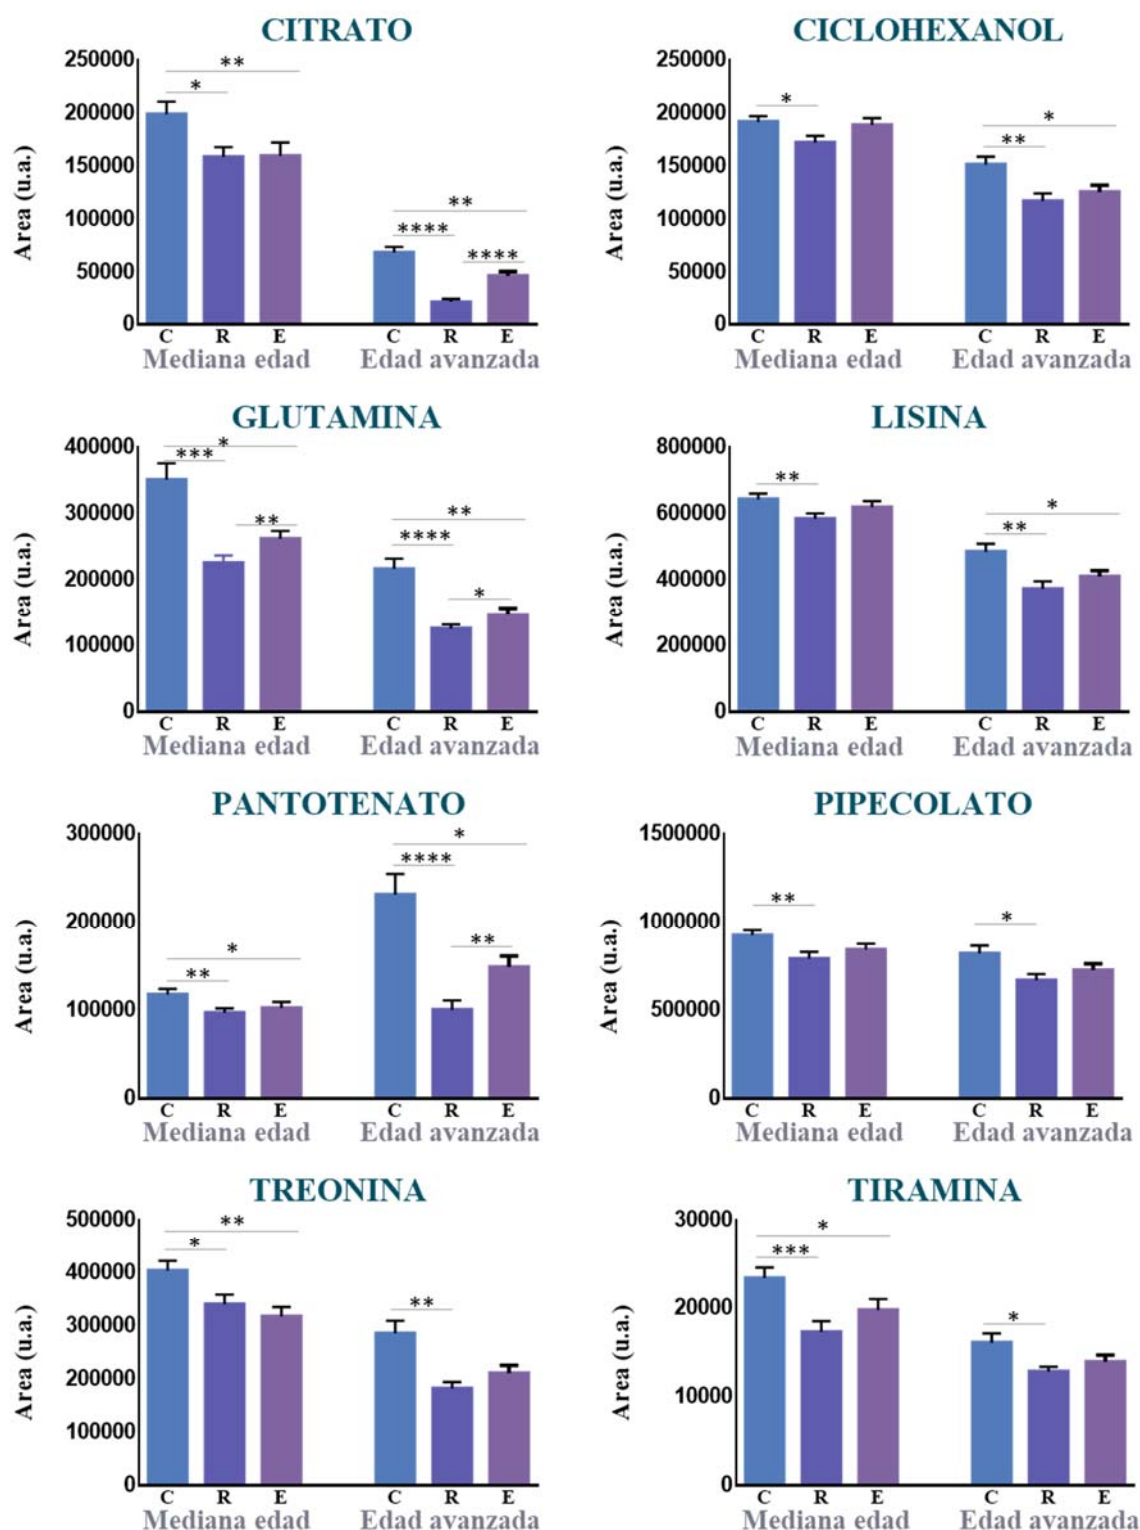 CITRATO
Area (u.a.)
250000
200000
150000
100000
50000
0
**
*
**
****
****
C R E C R E
Mediana edad Edad avanzada
CICLOHEXANOL
Area (u.a.)
250000
200000
150000
100000
50000
0
*
*
**
C R E C R E
Mediana edad Edad avanzada
GLUTAMINA
Area (u.a.)
400000
300000
200000
100000
0
*
***
**
**
****
*
C R E C R E
Mediana edad Edad avanzada
LISINA
Area (u.a.)
800000
600000
400000
200000
0
**
*
**
C R E C R E
Mediana edad Edad avanzada
PANTOTENATO
Area (u.a.)
300000
200000
100000
0
*
**
*
****
**
C R E C R E
Mediana edad Edad avanzada
PIPECOLATO
Area (u.a.)
1500000
1000000
500000
0
**
*
C R E C R E
Mediana edad Edad avanzada
TREONINA
Area (u.a.)
500000
400000
300000
200000
100000
0
**
*
**
C R E C R E
Mediana edad Edad avanzada
TIRAMINA
Area (u.a.)
30000
20000
10000
0
*
***
*
C R E C R E
Mediana edad Edad avanzada